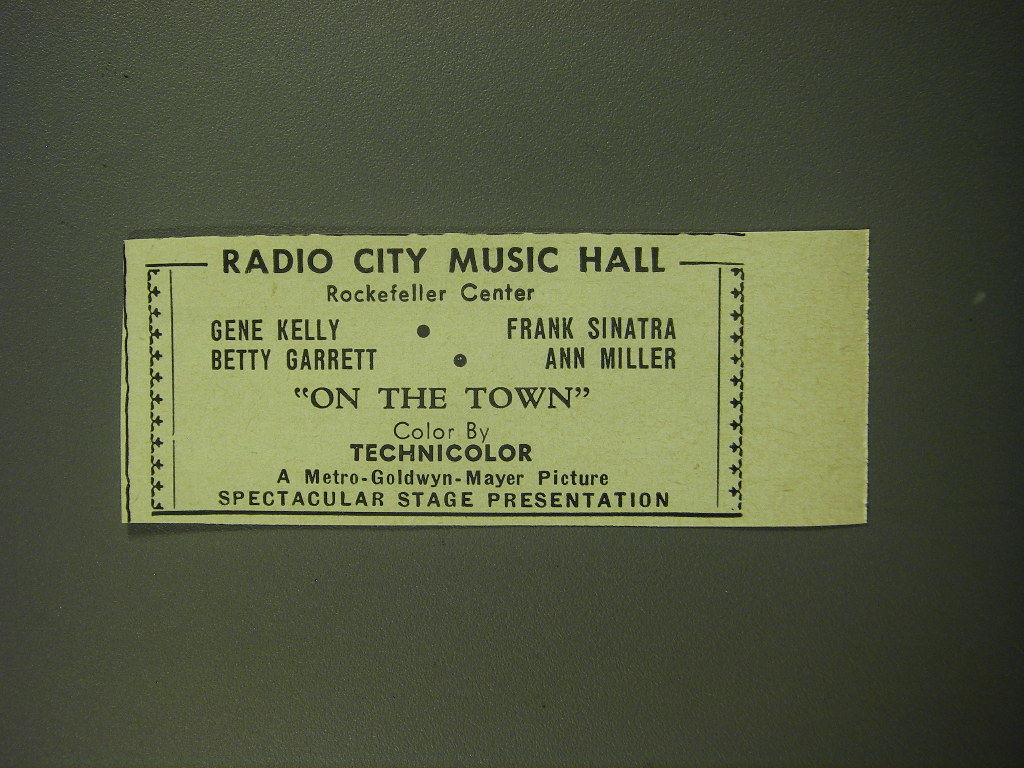 RADIO CITY MUSIC HALL
Rockefeller Center
GENE KELLY • FRANK SINATRA
BETTY GARRETT • ANN MILLER
“ON THE TOWN”
Color By
TECHNICOLOR
A Metro-Goldwyn-Mayer Picture
SPECTACULAR STAGE PRESENTATION